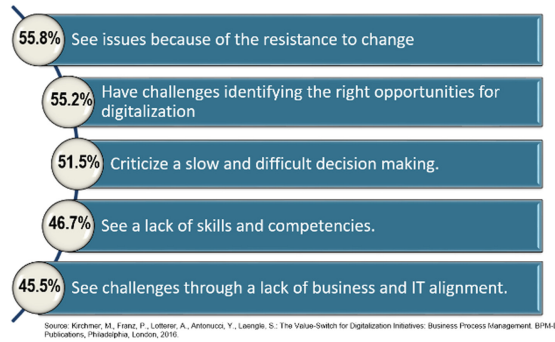 55.8% See issues because of the resistance to change
55.2% Have challenges identifying the right opportunities for
digitalization
51.5% Criticize a slow and difficult decision making.
46.7% See a lack of skills and competencies.
45.5% See challenges through a lack of business and IT alignment.
Source: Kirchmer, M., Franz, P., Lotterer, A., Antonucci, Y., Laengle, S.: The Value-Switch for Digitalization Initiatives: Business Process Management. BPM-
Publications, Philadelphia, London, 2016.